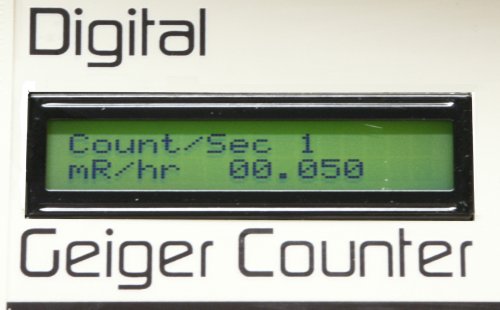 Digital
Count/Sec 1
mR/hr 00.050
Geiger Counter